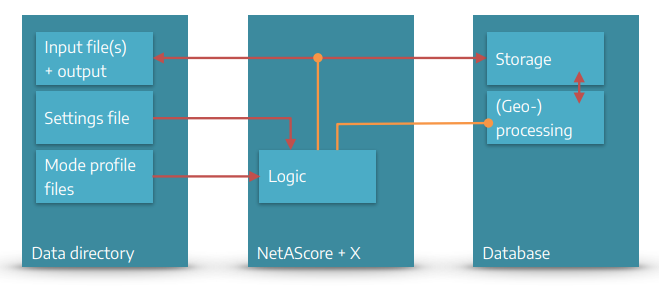 Input file(s)
+ output
Settings file
Mode profile
files
Data directory
Logic
NetAScore + X
Storage
(Geo-)
processing
Database